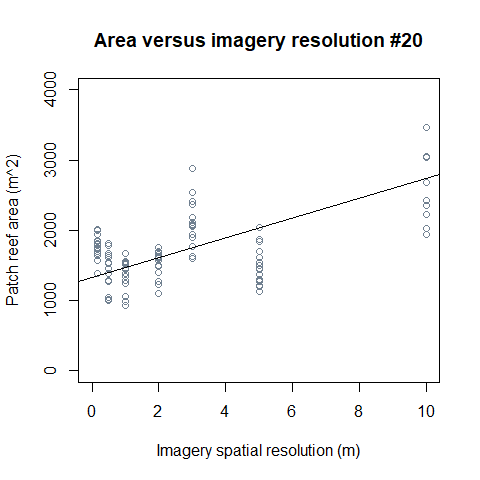 Area versus imagery resolution #20
Patch reef area (m^2)
4000
3000
2000
1000
0
0 2 4 6 8 10
Imagery spatial resolution (m)